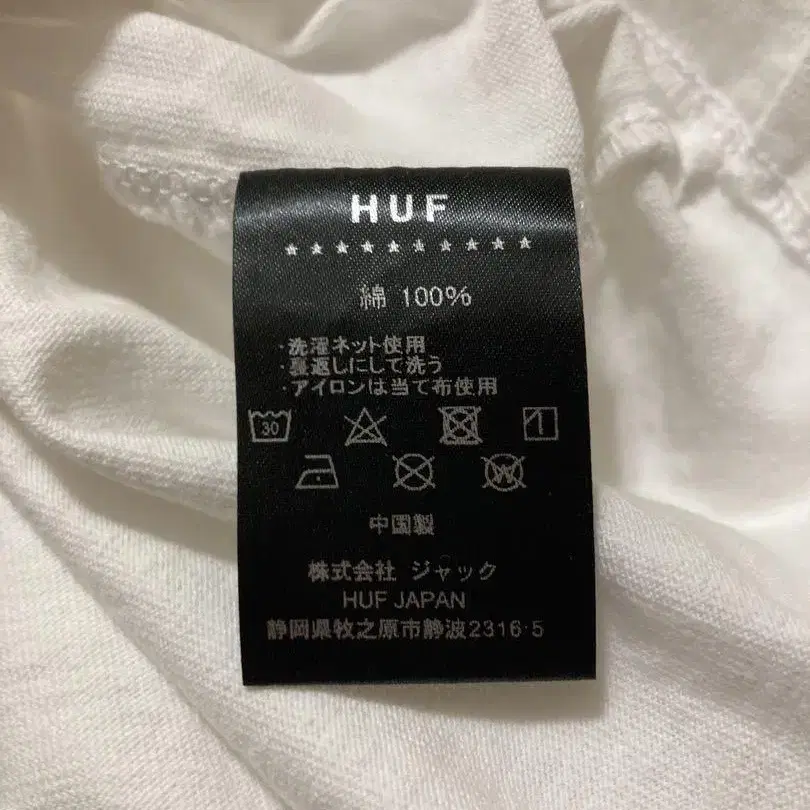 HUF
★★★★★★★★★★
綿 100%
・洗濯ネット使用
・裏返しにして洗う
・アイロンは当て布使用
30
W
中国製
株式会社 ジャック
HUF JAPAN
静岡県牧之原市静波2316-5